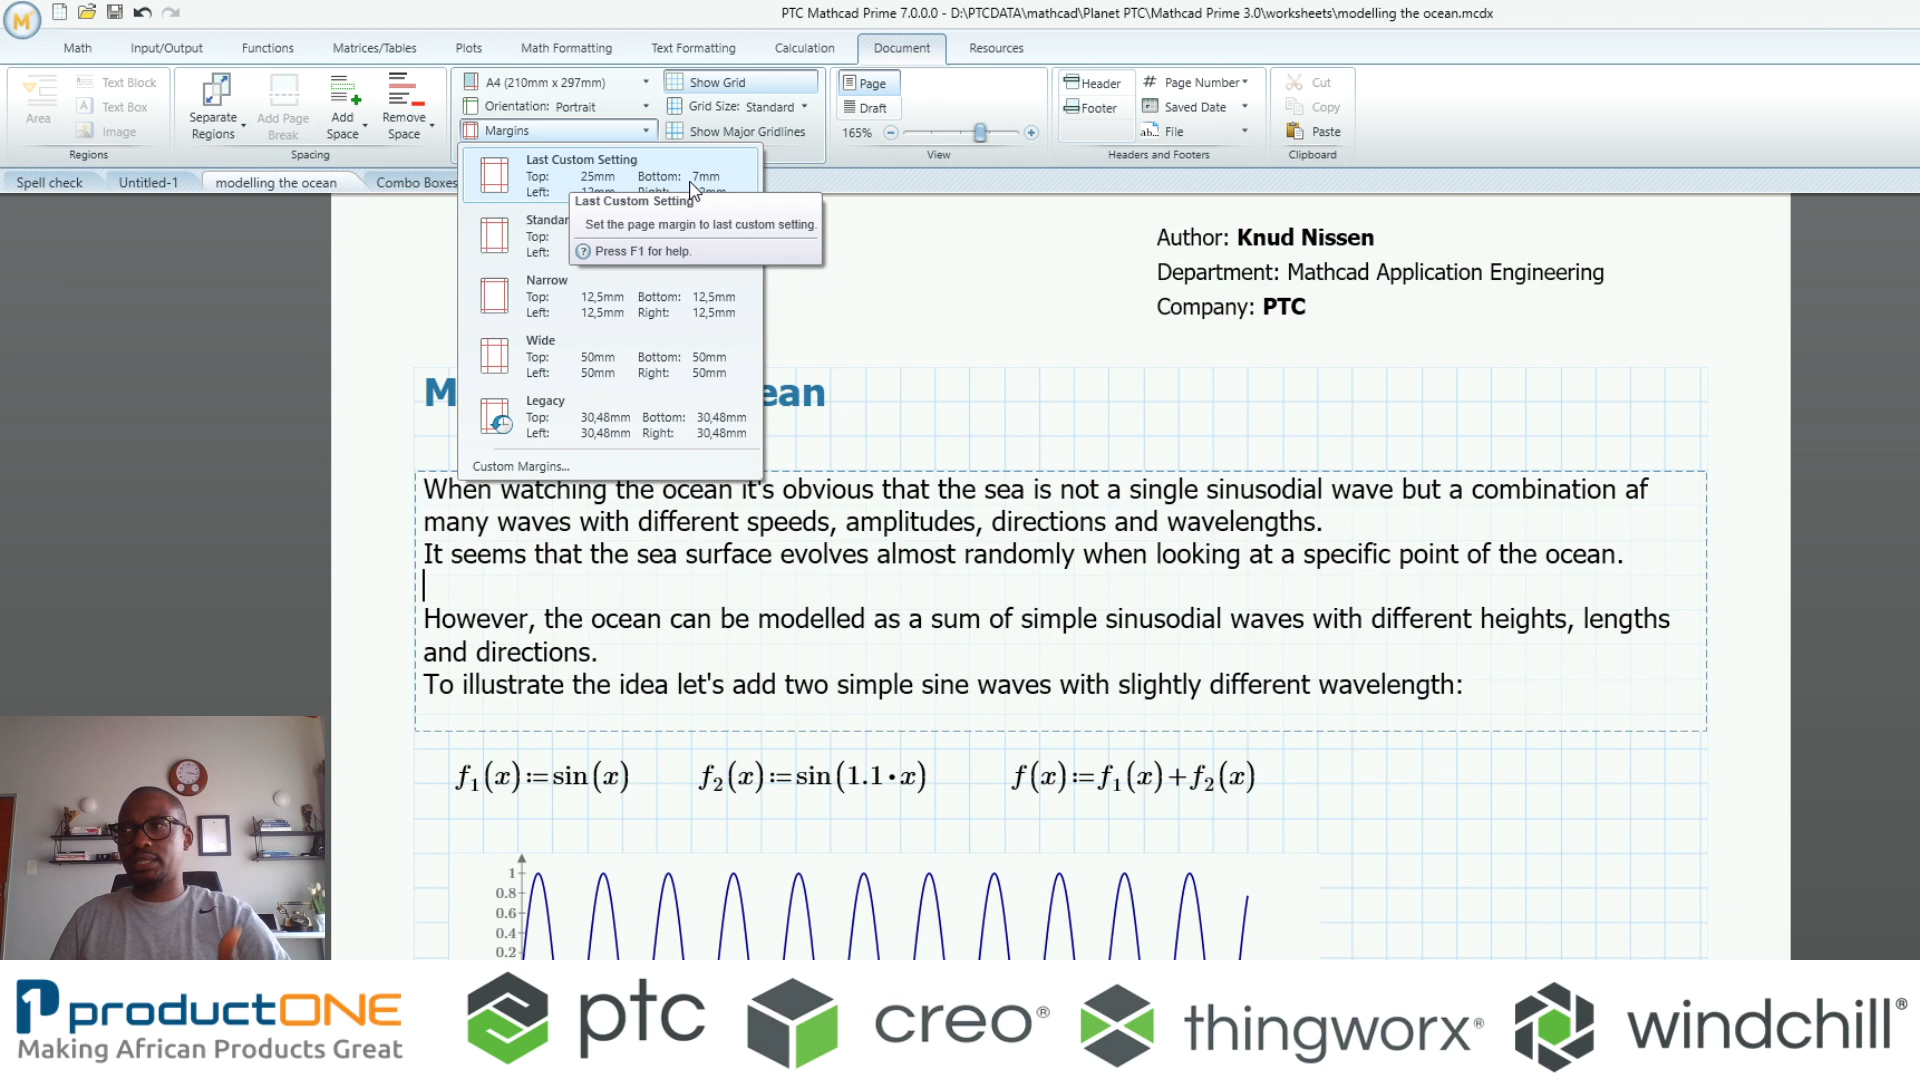 PTC Mathcad Prime 7.0.0.0 - D:\PTCDATA\mathcad\Planet PTC\Mathcad Prime 3.0\worksheets\modelling the ocean.mcdx
Math Input/Output Functions Matrices/Tables Plots Math Formatting Text Formatting Calculation Document Resources
Area
Text Block
Text Box
Image
Regions
Separate Regions
Add Page Break
Add Space
Remove Space
Spacing
A4 (210mm x 297mm)
Orientation: Portrait
Margins
Show Grid
Grid Size: Standard
Show Major Gridlines
Page
Draft
165%
View
Header
Footer
# Page Number
Saved Date
File
Headers and Footers
Cut
Copy
Paste
Clipboard
Spell check Untitled-1 modelling the ocean Combo Boxes
Last Custom Setting
Top: 25mm Bottom: 7mm
Left:
Last Custom Setting
Set the page margin to last custom setting.
Press F1 for help.
Top:
Left:
Narrow
Top: 12,5mm Bottom: 12,5mm
Left: 12,5mm Right: 12,5mm
Wide
Top: 50mm Bottom: 50mm
Left: 50mm Right: 50mm
Legacy
Top: 30,48mm Bottom: 30,48mm
Left: 30,48mm Right: 30,48mm
Custom Margins...
Author: Knud Nissen
Department: Mathcad Application Engineering
Company: PTC
M ean
When watching the ocean it's obvious that the sea is not a single sinusodial wave but a combination af
many waves with different speeds, amplitudes, directions and wavelengths.
It seems that the sea surface evolves almost randomly when looking at a specific point of the ocean.
However, the ocean can be modelled as a sum of simple sinusodial waves with different heights, lengths
and directions.
To illustrate the idea let's add two simple sine waves with slightly different wavelength:
f₁(x):=sin(x) f₂(x):=sin(1.1•x) f(x):=f₁(x)+f₂(x)
1
0.8
0.6
0.4
0.2
productONE
Making African Products Great
ptc
creo®
thingworx®
windchill®